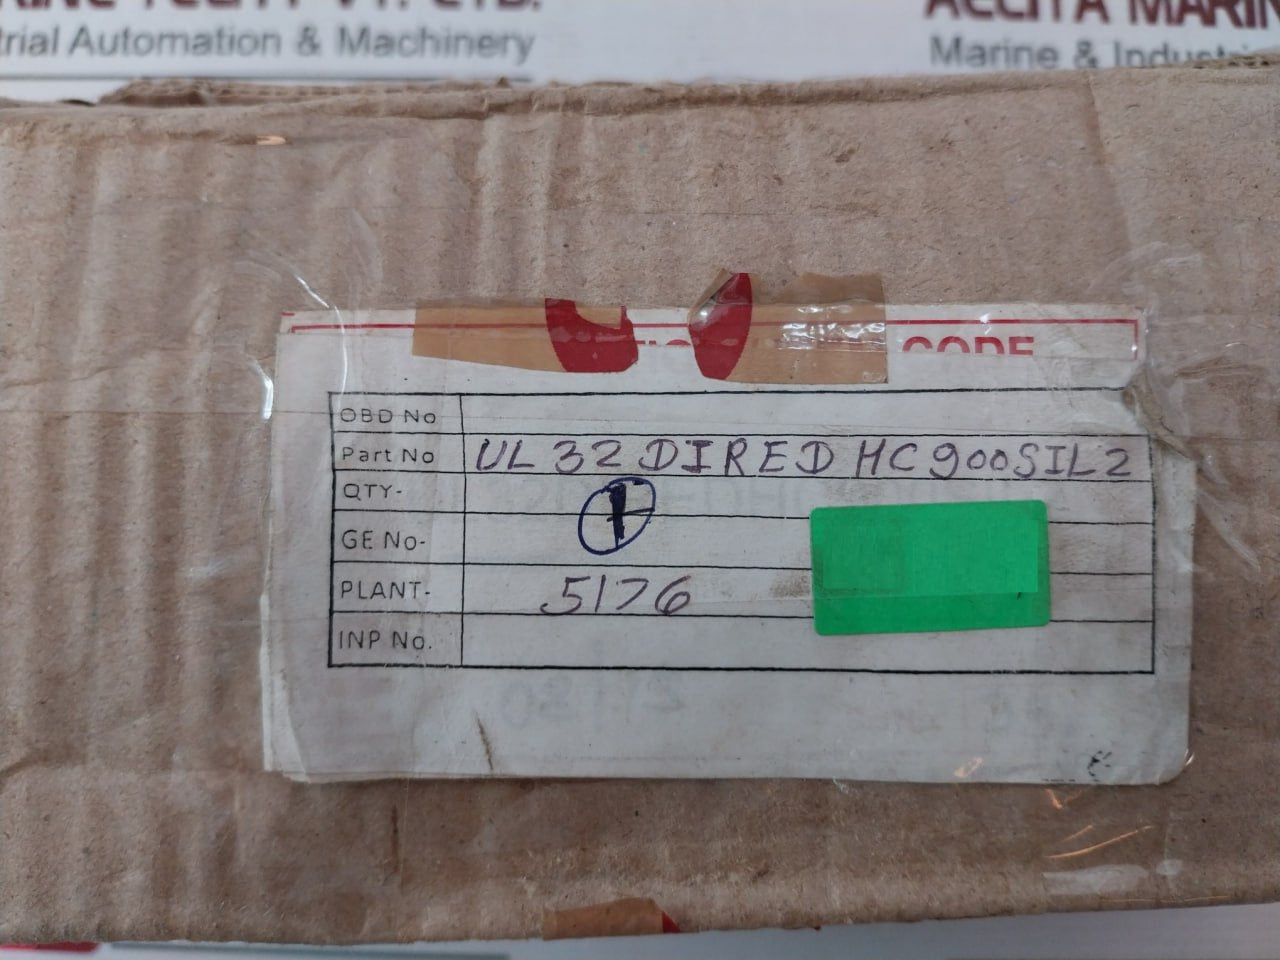 trial Automation & Machinery
Marine &
CODE
OBD No
Part No UL 32 DIRED HC900SIL2
QTY- 1
GE No-
PLANT- 5176
INP No.